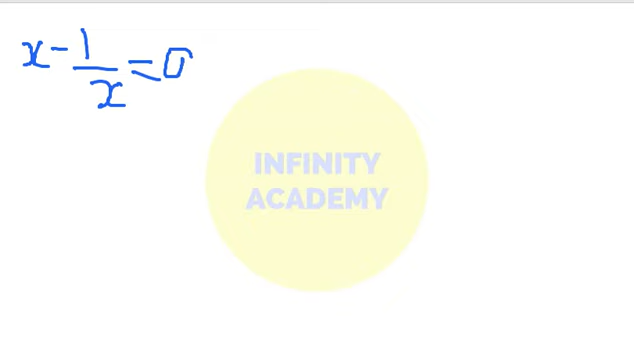 x - 1/x = 0
INFINITY
ACADEMY